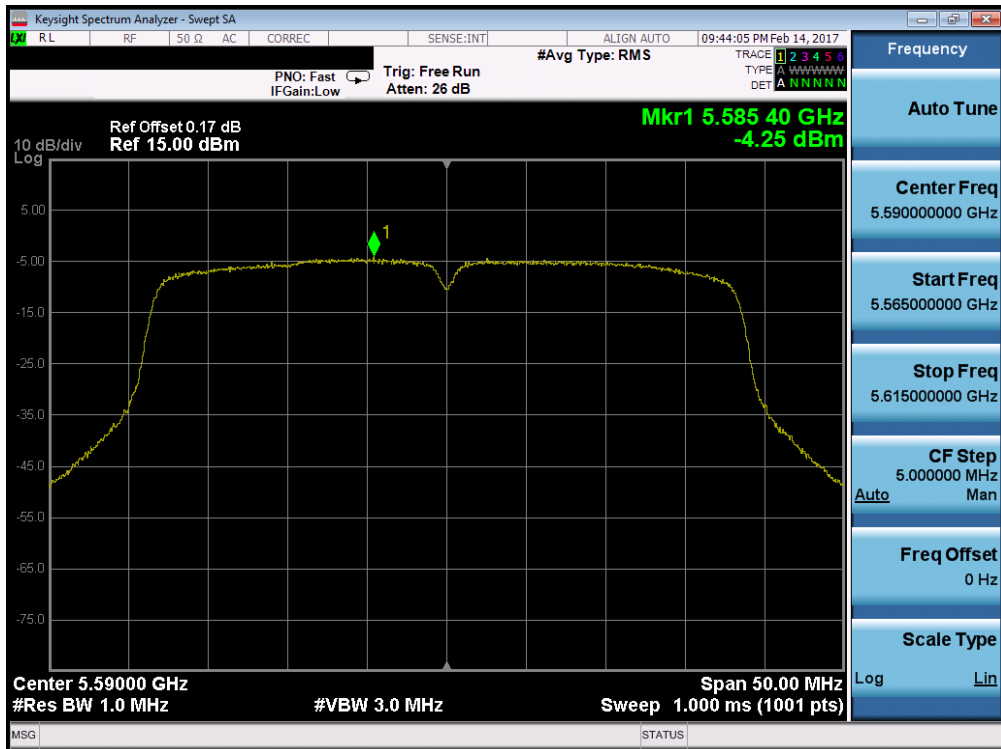 Keysight Spectrum Analyzer - Swept SA
LXI RL RF 50 Ω AC CORREC SENSE:INT ALIGN AUTO 09:44:05 PM Feb 14, 2017
Frequency
#Avg Type: RMS
TRACE 1 2 3 4 5 6
TYPE A WWWWW
DET A N N N N N
PNO: Fast
IFGain:Low
Trig: Free Run
Atten: 26 dB
Auto Tune
Mkr1 5.585 40 GHz
-4.25 dBm
Ref Offset 0.17 dB
10 dB/div Ref 15.00 dBm
Log
5.00
-5.00
-15.0
-25.0
-35.0
-45.0
-55.0
-65.0
-75.0
1
Center Freq
5.590000000 GHz
Start Freq
5.565000000 GHz
Stop Freq
5.615000000 GHz
CF Step
5.000000 MHz
Auto Man
Freq Offset
0 Hz
Scale Type
Log Lin
Center 5.59000 GHz Span 50.00 MHz
#Res BW 1.0 MHz #VBW 3.0 MHz Sweep 1.000 ms (1001 pts)
MSG STATUS